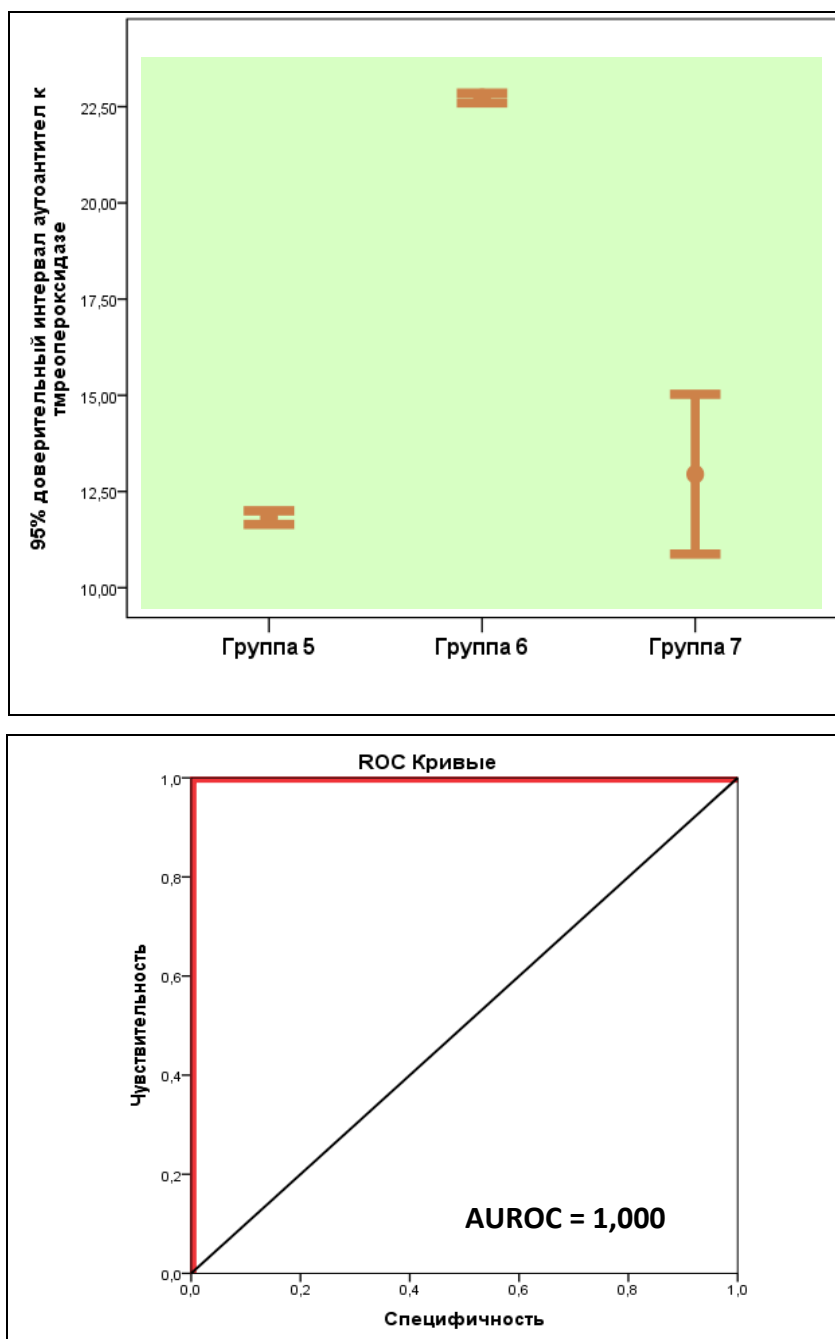 95% доверительный интервал аутоантител к
тмреопероксидазе
22,50
20,00
17,50
15,00
12,50
10,00
Группа 5
Группа 6
Группа 7
ROC Кривые
Чувствительность
1,0
0,8
0,6
0,4
0,2
0,0
AUROC = 1,000
0,0
0,2
0,4
0,6
0,8
1,0
Специфичность